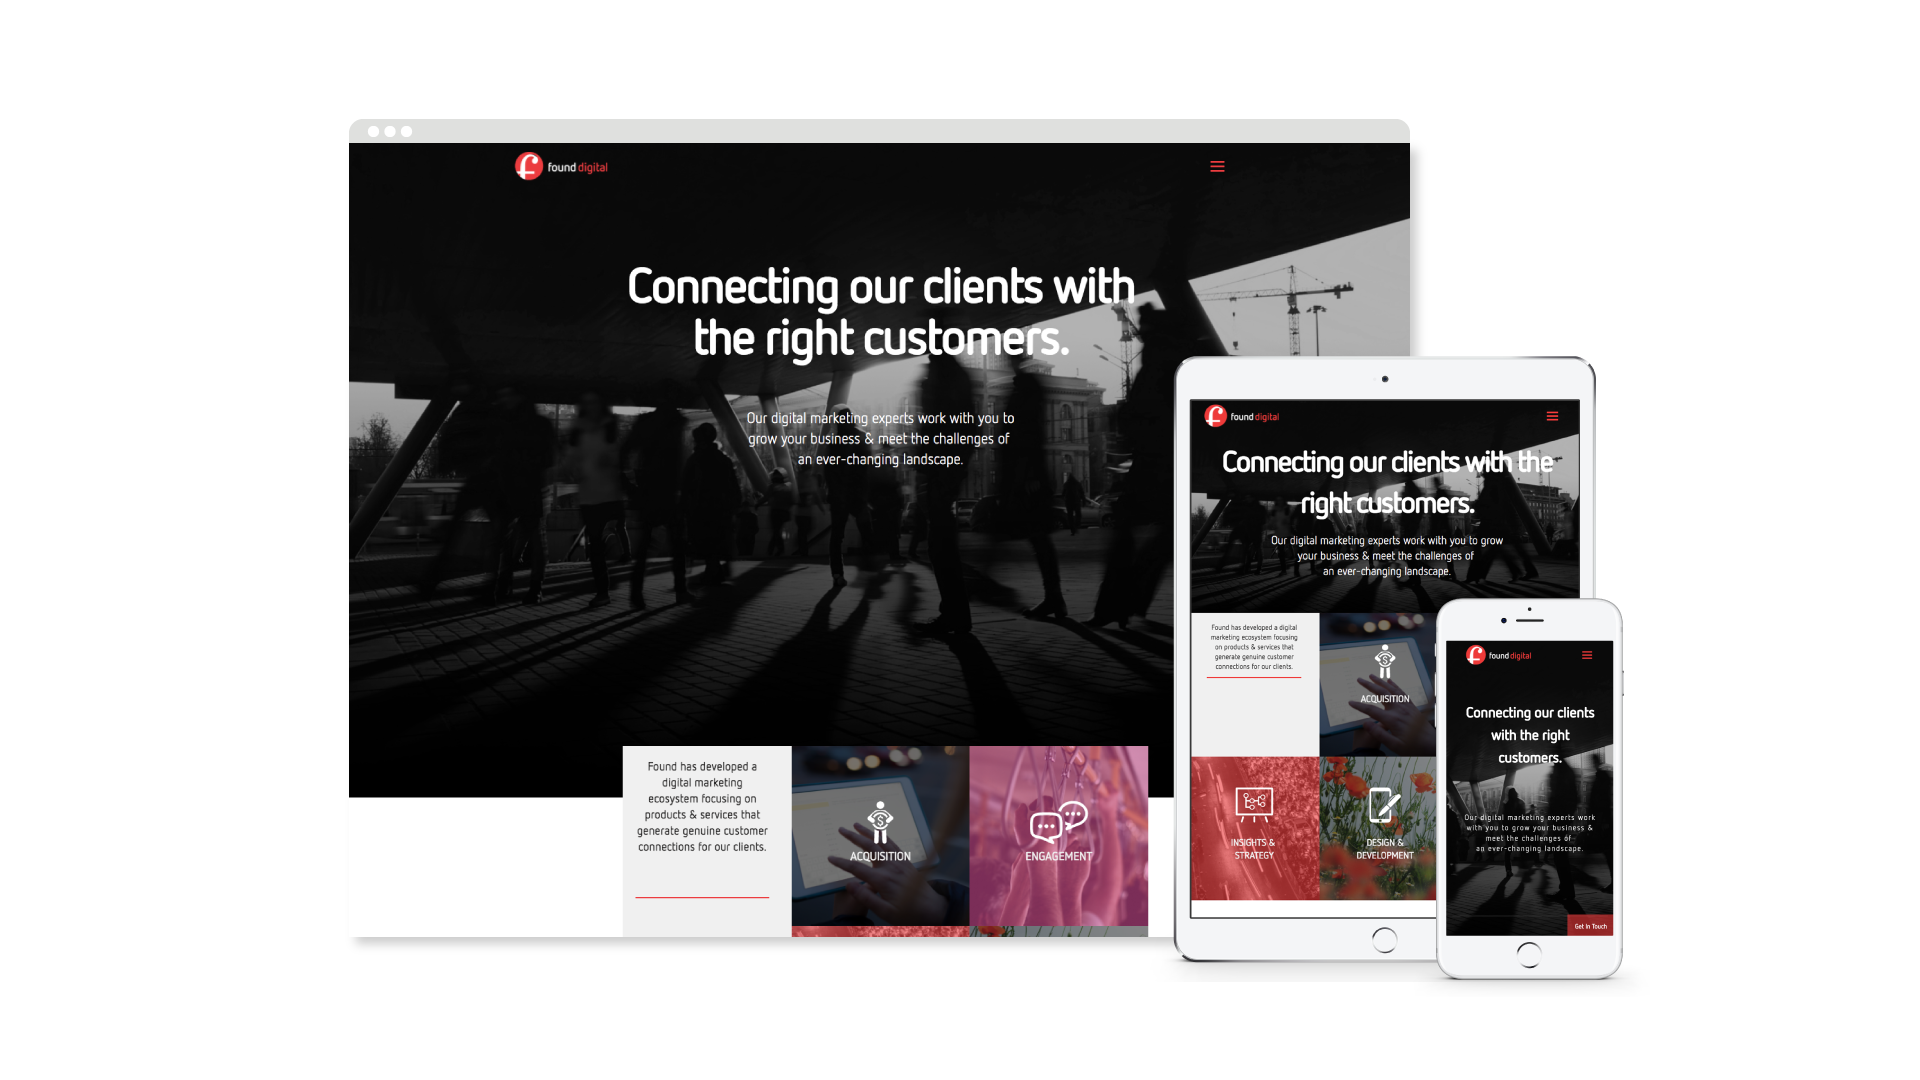 found digital
Connecting our clients with
the right customers.
Our digital marketing experts work with you to
grow your business & meet the challenges of
an ever-changing landscape.
Found has developed a
digital marketing
ecosystem focusing on
products & services that
generate genuine customer
connections for our clients.
ACQUISITION
ENGAGEMENT
found digital
Connecting our clients with the
right customers.
Our digital marketing experts work with you to grow
your business & meet the challenges of
an ever-changing landscape.
Found has developed a digital
marketing ecosystem focusing
on products & services that
generate genuine customer
connections for our clients.
ACQUISITION
INSIGHTS &
STRATEGY
DESIGN &
DEVELOPMENT
found digital
Connecting our clients
with the right
customers.
Our digital marketing experts work
with you to grow your business &
meet the challenges of
an ever-changing landscape.
Get In Touch